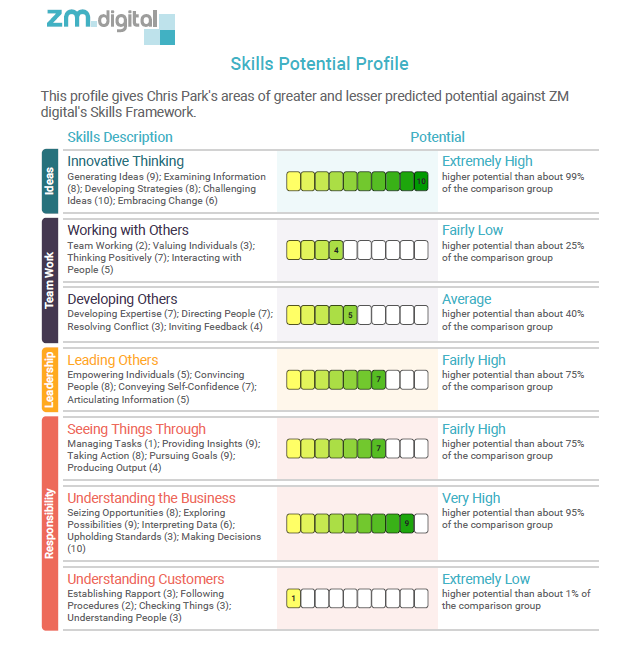 zm.digital
Skills Potential Profile
This profile gives Chris Park's areas of greater and lesser predicted potential against ZM
digital's Skills Framework.
Skills Description
Potential
Ideas
Innovative Thinking
Generating Ideas (9); Examining Information
(8); Developing Strategies (8); Challenging
Ideas (10); Embracing Change (6)
10
Extremely High
higher potential than about 99%
of the comparison group
Team Work
Working with Others
Team Working (2); Valuing Individuals (3);
Thinking Positively (7); Interacting with
People (5)
4
Fairly Low
higher potential than about 25%
of the comparison group
Developing Others
Developing Expertise (7); Directing People (7);
Resolving Conflict (3); Inviting Feedback (4)
5
Average
higher potential than about 40%
of the comparison group
Leadership
Leading Others
Empowering Individuals (5); Convincing
People (8); Conveying Self-Confidence (7);
Articulating Information (5)
7
Fairly High
higher potential than about 75%
of the comparison group
Responsibility
Seeing Things Through
Managing Tasks (1); Providing Insights (9);
Taking Action (8); Pursuing Goals (9);
Producing Output (4)
7
Fairly High
higher potential than about 75%
of the comparison group
Understanding the Business
Seizing Opportunities (8); Exploring
Possibilities (9); Interpreting Data (6);
Upholding Standards (3); Making Decisions
(10)
9
Very High
higher potential than about 95%
of the comparison group
Understanding Customers
Establishing Rapport (3); Following
Procedures (2); Checking Things (3);
Understanding People (3)
1
Extremely Low
higher potential than about 1% of
the comparison group